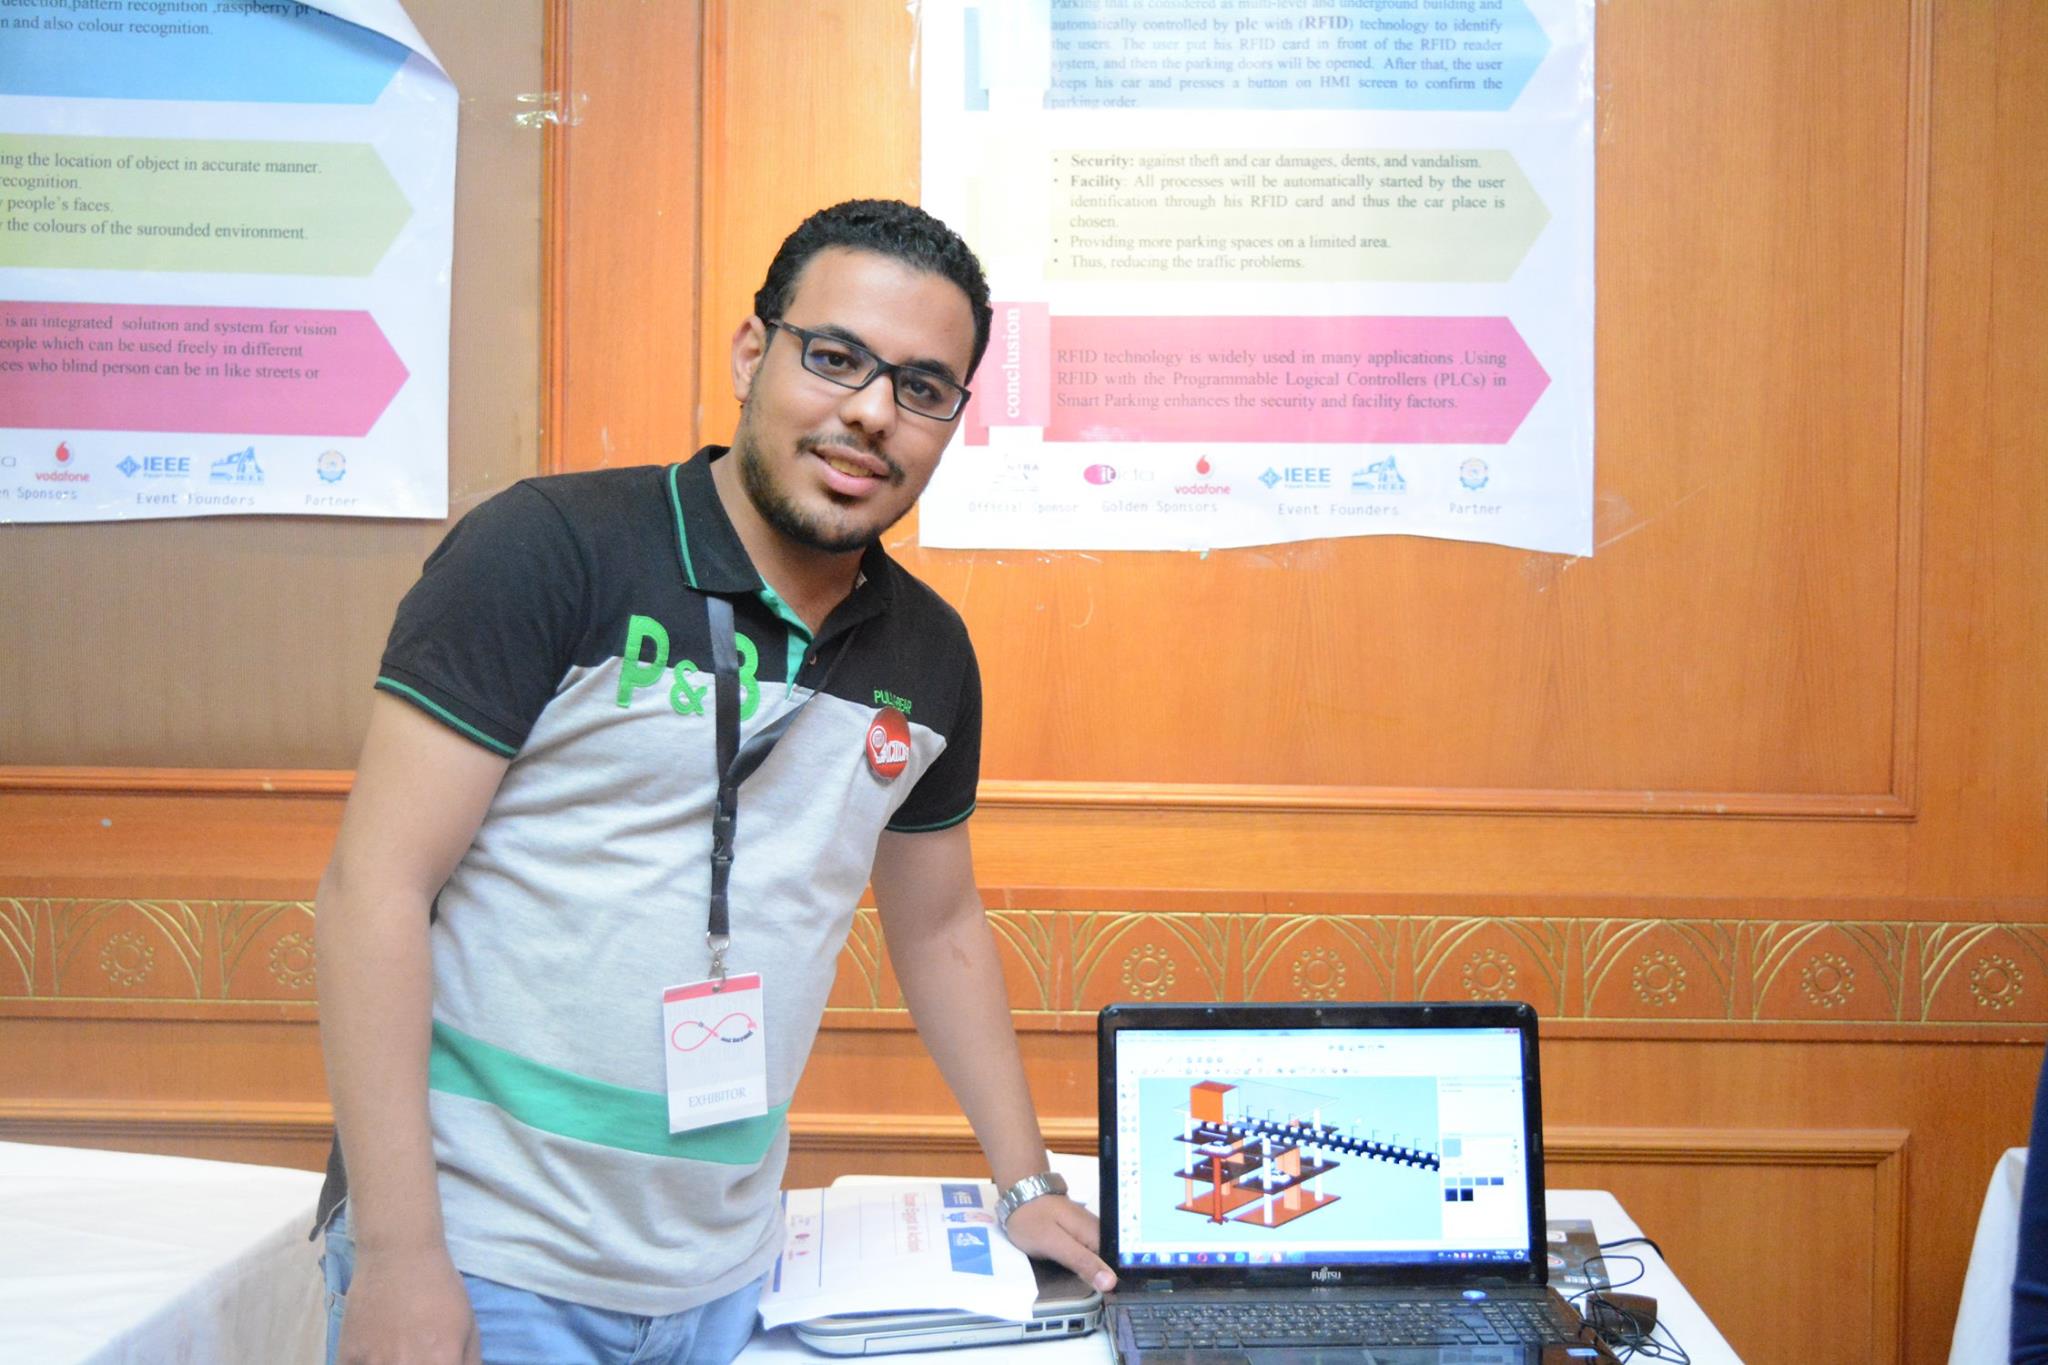 detection,pattern recognition ,rasspberry pi
n and also colour recognition.
ing the location of object in accurate manner.
recognition.
people's faces.
the colours of the surounded environment.
is an integrated solution and system for vision
eople which can be used freely in different
ces who blind person can be in like streets or
vodafone
IEEE
IEEE
en Sponsors
Event Founders
Partner
Parking that is considered as multi-level and underground building and
automatically controlled by plc with (RFID) technology to identify
the users. The user put his RFID card in front of the RFID reader
system, and then the parking doors will be opened. After that, the user
keeps his car and presses a button on HMI screen to confirm the
parking order.
• Security: against theft and car damages, dents, and vandalism.
• Facility: All processes will be automatically started by the user
identification through his RFID card and thus the car place is
chosen.
• Providing more parking spaces on a limited area.
• Thus, reducing the traffic problems.
conclusion
RFID technology is widely used in many applications .Using
RFID with the Programmable Logical Controllers (PLCs) in
Smart Parking enhances the security and facility factors.
NTRA
itida
vodafone
IEEE
IEEE
Official Sponsor
Golden Sponsors
Event Founders
Partner
P&B
PULL&BEAR
and Beyond
EXHIBITOR
IEEE
FUJITSU